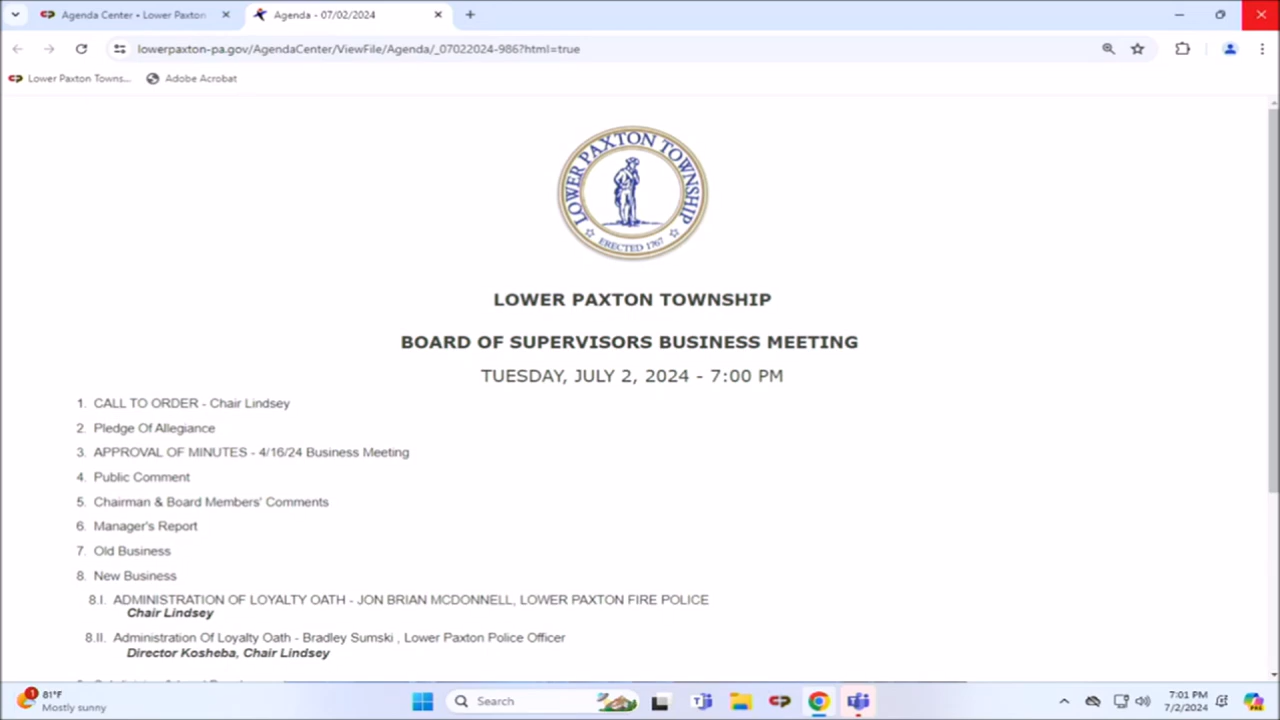 Agenda Center • Lower Paxton
Agenda - 07/02/2024
lowerpaxton-pa.gov/AgendaCenter/ViewFile/Agenda/_07022024-986?html=true
Lower Paxton Towns...
Adobe Acrobat
LOWER PAXTON TOWNSHIP
ERECTED 1767
LOWER PAXTON TOWNSHIP
BOARD OF SUPERVISORS BUSINESS MEETING
TUESDAY, JULY 2, 2024 - 7:00 PM
1. CALL TO ORDER - Chair Lindsey
2. Pledge Of Allegiance
3. APPROVAL OF MINUTES - 4/16/24 Business Meeting
4. Public Comment
5. Chairman & Board Members' Comments
6. Manager's Report
7. Old Business
8. New Business
8.I. ADMINISTRATION OF LOYALTY OATH - JON BRIAN MCDONNELL, LOWER PAXTON FIRE POLICE
Chair Lindsey
8.II. Administration Of Loyalty Oath - Bradley Sumski , Lower Paxton Police Officer
Director Kosheba, Chair Lindsey
1
81°F
Mostly sunny
Search
7:01 PM
7/2/2024